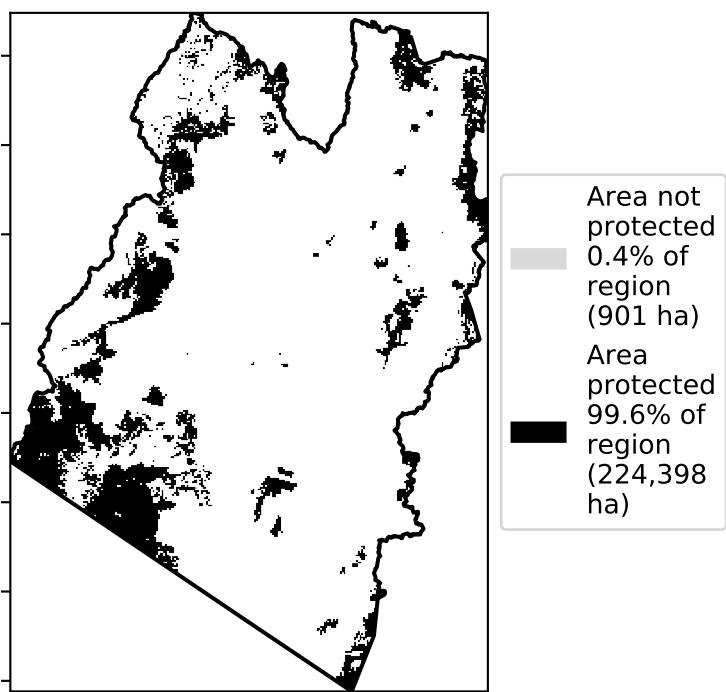 Area not
protected
0.4% of
region
(901 ha)
Area
protected
99.6% of
region
(224,398
ha)